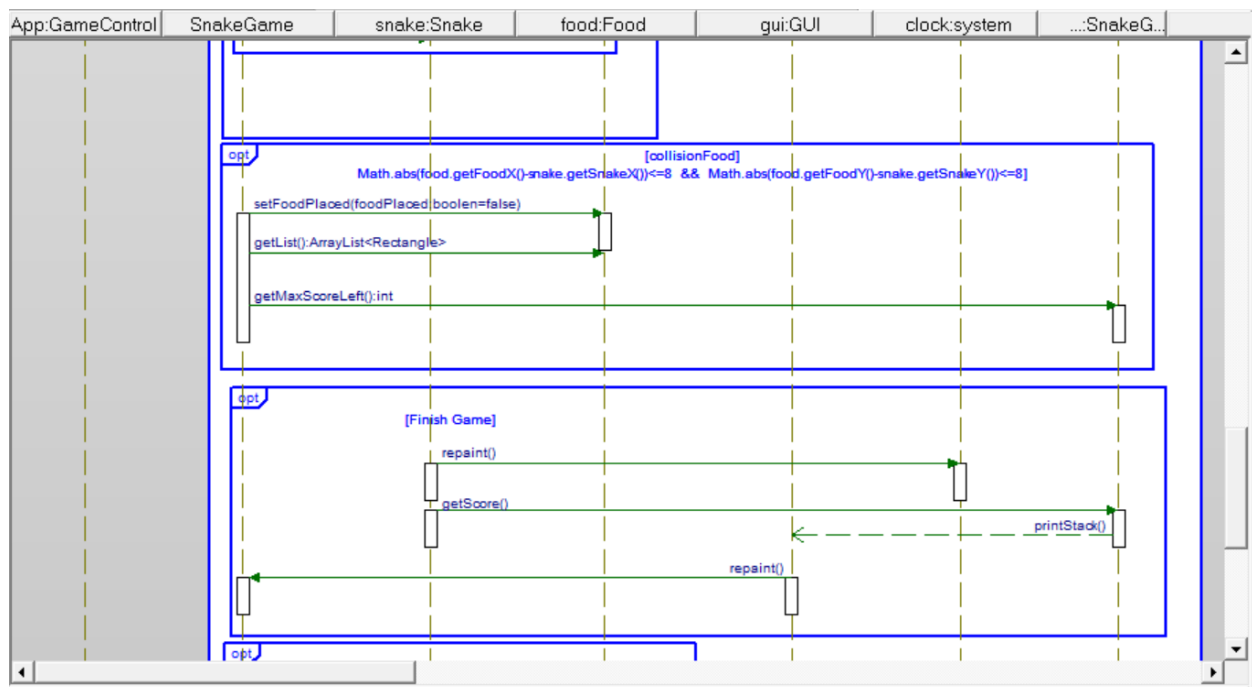 App:GameControl
SnakeGame
snake:Snake
food:Food
gui:GUI
clock:system
...:SnakeG...
opt
[collisionFood]
Math.abs(food.getFoodX()-snake.getSnakeX())<=8 && Math.abs(food.getFoodY()-snake.getSnakeY())<=8]
setFoodPlaced(foodPlaced:boolen=false)
getList():ArrayList<Rectangle>
getMaxScoreLeft():int
opt
[Finish Game]
repaint()
getScore()
printStack()
repaint()
opt